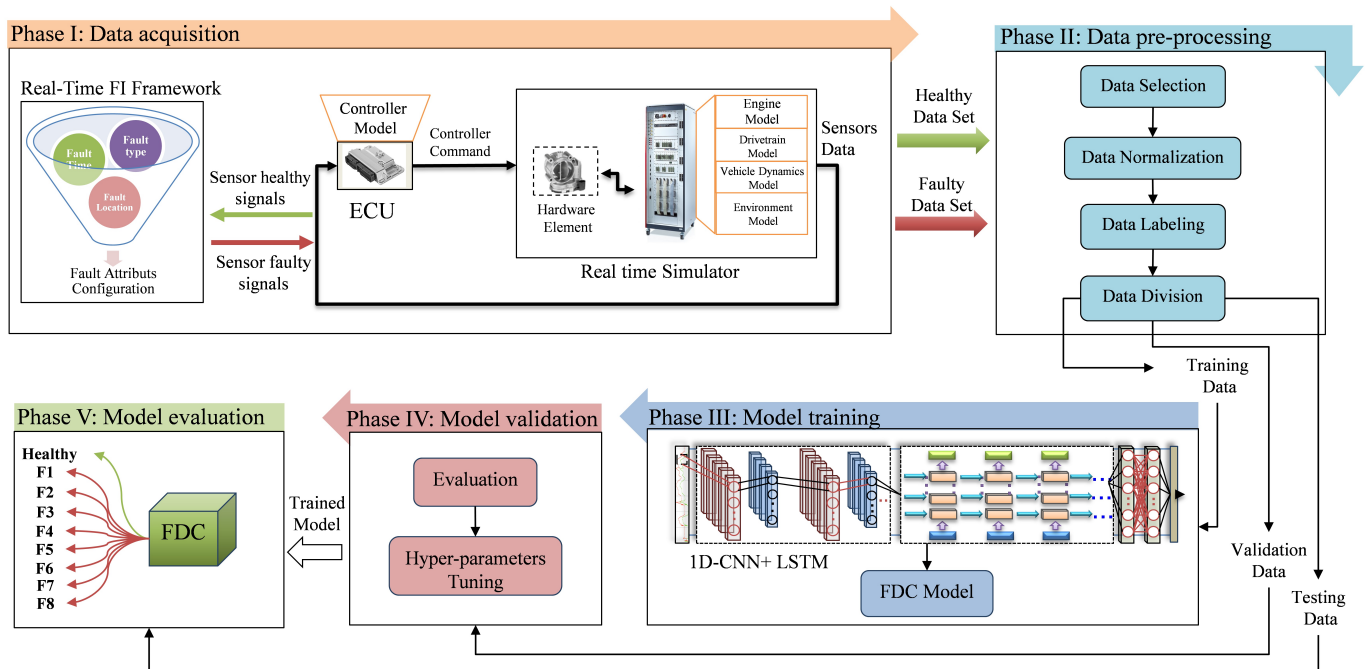 Phase I: Data acquisition
Real-Time FI Framework
Fault
Time
Fault
type
Fault
Location
Fault Attributs
Configuration
Sensor healthy
signals
Sensor faulty
signals
Controller
Model
ECU
Controller
Command
Hardware
Element
Engine
Model
Drivetrain
Model
Vehicle Dynamics
Model
Environment
Model
Real time Simulator
Sensors
Data
Healthy
Data Set
Faulty
Data Set
Phase II: Data pre-processing
Data Selection
Data Normalization
Data Labeling
Data Division
Training
Data
Validation
Data
Testing
Data
Phase III: Model training
1D-CNN+ LSTM
FDC Model
Phase IV: Model validation
Evaluation
Hyper-parameters
Tuning
Trained
Model
Phase V: Model evaluation
Healthy
F1
F2
F3
F4
F5
F6
F7
F8
FDC